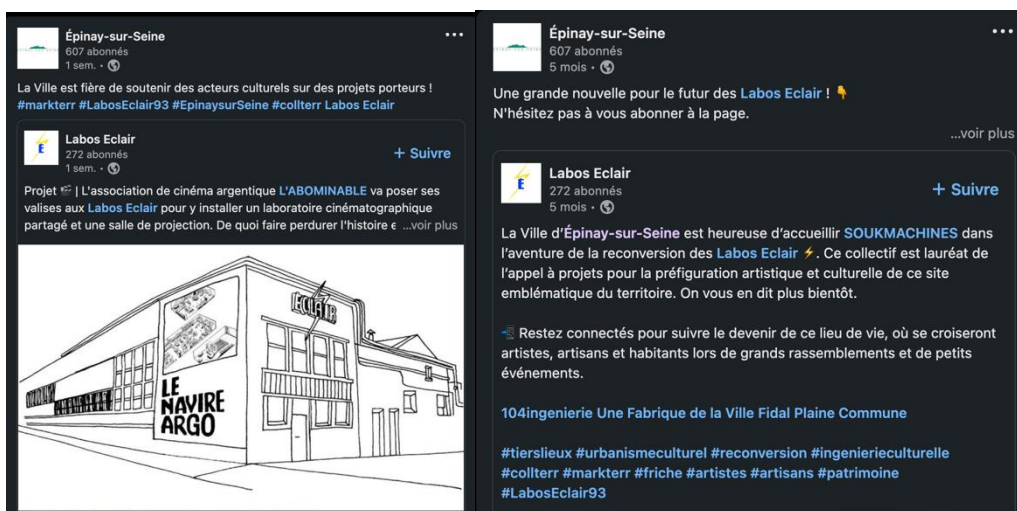 Épinay-sur-Seine
607 abonnés
1 sem. •
La Ville est fière de soutenir des acteurs culturels sur des projets porteurs !
#markterr #LabosEclair93 #EpinaysurSeine #collterr Labos Eclair
Labos Eclair
272 abonnés
1 sem. •
+ Suivre
Projet 🎬 | L'association de cinéma argentique L'ABOMINABLE va poser ses
valises aux Labos Eclair pour y installer un laboratoire cinématographique
partagé et une salle de projection. De quoi faire perdurer l'histoire e ...voir plus
ECLAIR
LE
NAVIRE
ARGO
Épinay-sur-Seine
607 abonnés
5 mois •
Une grande nouvelle pour le futur des Labos Eclair ! 👇
N'hésitez pas à vous abonner à la page.
...voir plus
Labos Eclair
272 abonnés
5 mois •
+ Suivre
La Ville d'Épinay-sur-Seine est heureuse d'accueillir SOUKMACHINES dans
l'aventure de la reconversion des Labos Eclair ⚡. Ce collectif est lauréat de
l'appel à projets pour la préfiguration artistique et culturelle de ce site
emblématique du territoire. On vous en dit plus bientôt.
📲 Restez connectés pour suivre le devenir de ce lieu de vie, où se croiseront
artistes, artisans et habitants lors de grands rassemblements et de petits
événements.
104ingenierie Une Fabrique de la Ville Fidal Plaine Commune
#tierslieux #urbanismeculturel #reconversion #ingenierieculturelle
#collterr #markterr #friche #artistes #artisans #patrimoine
#LabosEclair93